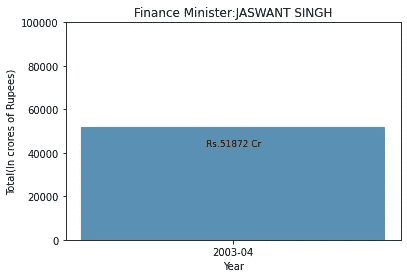 Finance Minister:JASWANT SINGH
100000
80000
60000
40000
20000
0
Total(In crores of Rupees)
Rs.51872 Cr
2003-04
Year